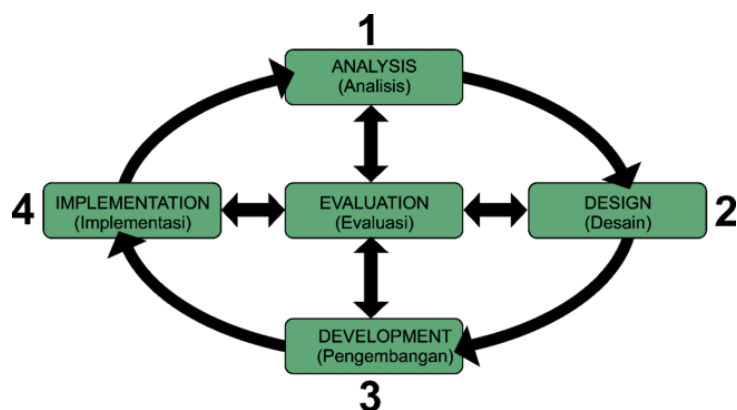 1
ANALYSIS
(Analisis)
4
IMPLEMENTATION
(Implementasi)
EVALUATION
(Evaluasi)
DESIGN
(Desain)
2
DEVELOPMENT
(Pengembangan)
3